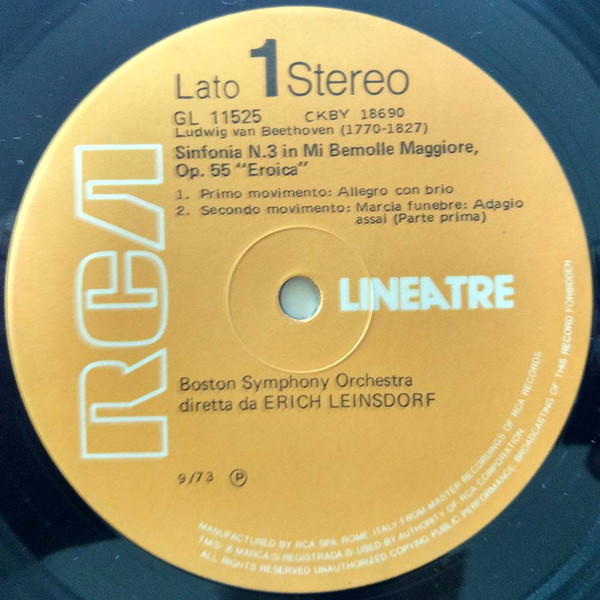 Lato 1 Stereo
GL 11525 CKBY 18690
Ludwig van Beethoven (1770-1827)
Sinfonia N.3 in Mi Bemolle Maggiore,
Op. 55 "Eroica"
1. Primo movimento: Allegro con brio
2. Secondo movimento: Marcia funebre: Adagio
assai (Parte prima)
RCA
LINEATRE
Boston Symphony Orchestra
diretta da ERICH LEINSDORF
9/73 Ⓟ
MANUFACTURED BY RCA SPA, ROME, ITALY, FROM MASTER RECORDINGS OF RCA RECORDS
TM(S) ® MARCA(S) REGISTRADA(S) USED BY AUTHORITY OF RCA CORPORATION
ALL RIGHTS RESERVED UNAUTHORIZED COPYING PUBLIC PERFORMANCE, BROADCASTING OF THIS RECORD FORBIDDEN